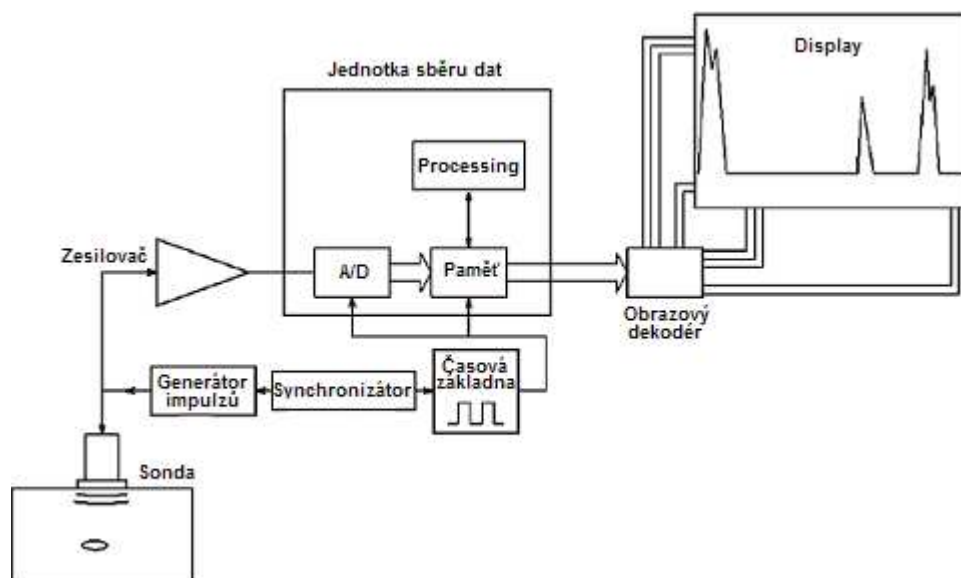 Display
Jednotka sběru dat
Processing
Zesilovač
A/D
Paměť
Obrazový
dekodér
Generátor
impulzů
Synchronizátor
Časová
základna
Sonda